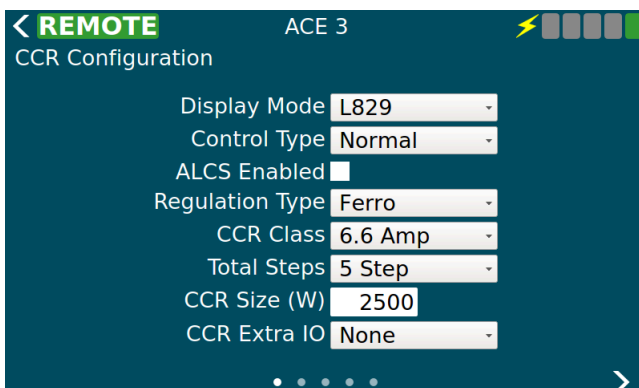 REMOTE ACE 3
CCR Configuration
Display Mode L829
Control Type Normal
ALCS Enabled
Regulation Type Ferro
CCR Class 6.6 Amp
Total Steps 5 Step
CCR Size (W) 2500
CCR Extra IO None